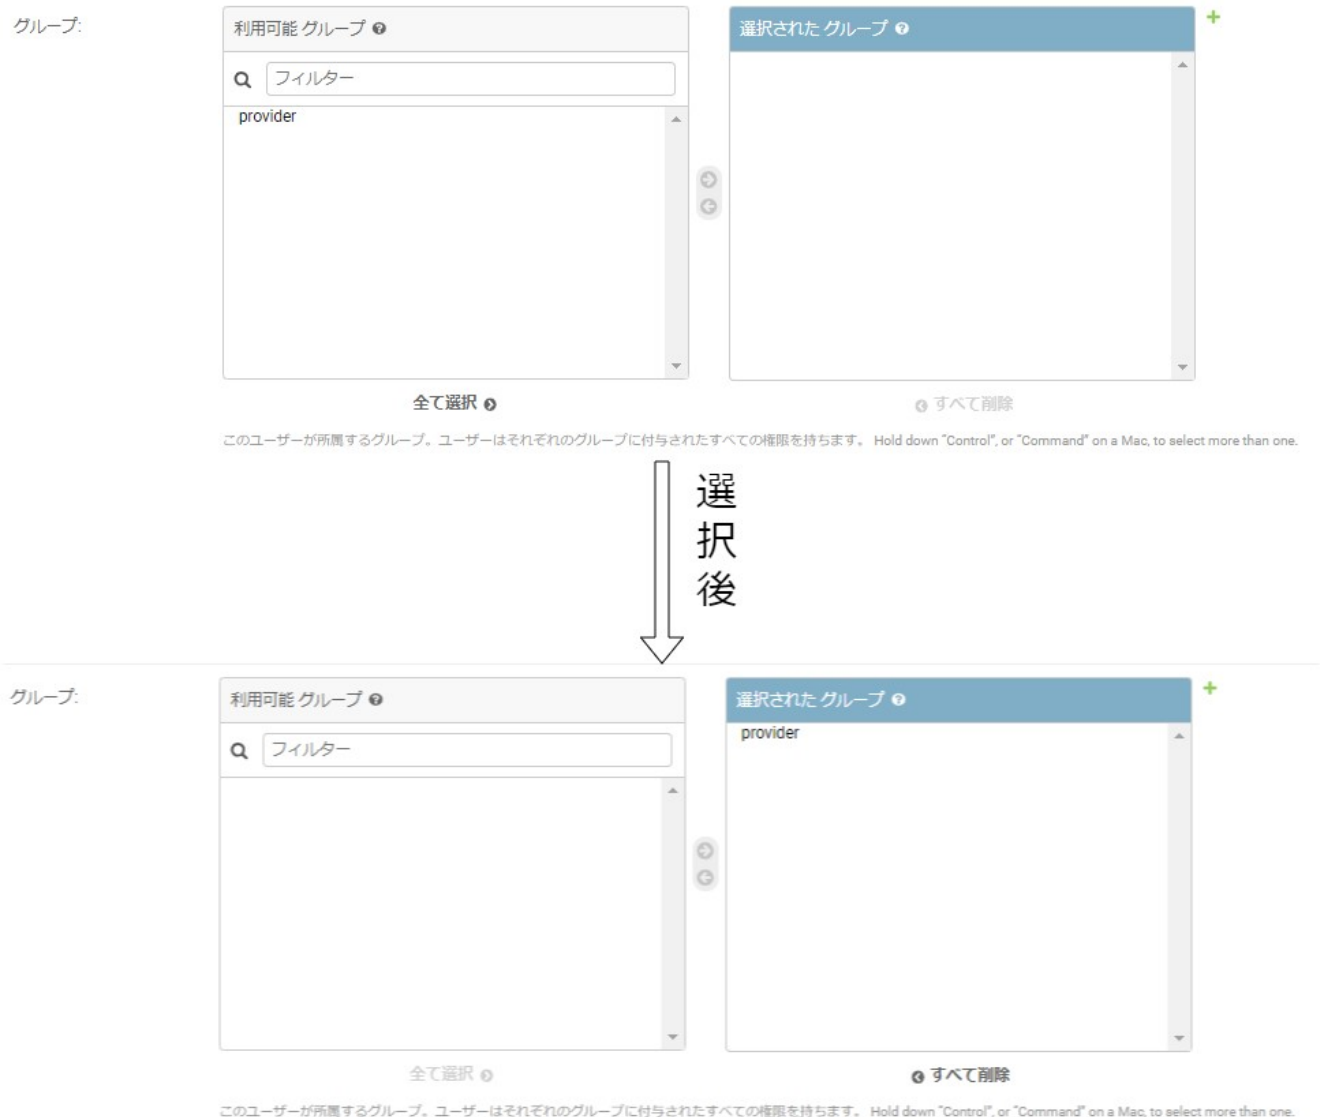 グループ:
利用可能 グループ
選択された グループ
フィルター
provider
全て選択
すべて削除
このユーザーが所属するグループ。ユーザーはそれぞれのグループに付与されたすべての権限を持ちます。 Hold down “Control”, or “Command” on a Mac, to select more than one.
選択後
グループ:
利用可能 グループ
選択された グループ
フィルター
provider
全て選択
すべて削除
このユーザーが所属するグループ。ユーザーはそれぞれのグループに付与されたすべての権限を持ちます。 Hold down “Control”, or “Command” on a Mac, to select more than one.